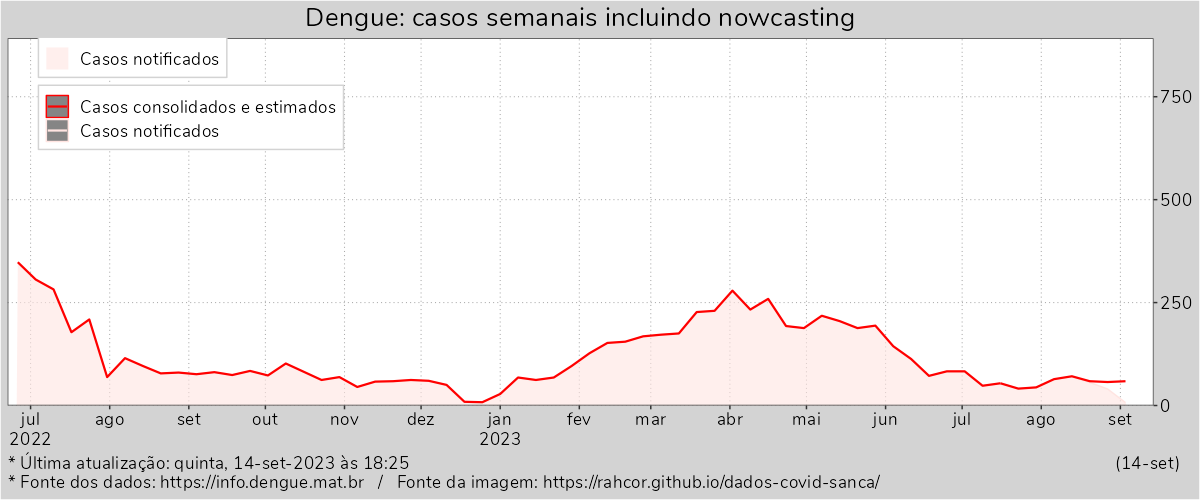 Dengue: casos semanais incluindo nowcasting
Casos notificados
Casos consolidados e estimados
Casos notificados
750
500
250
0
jul ago set out nov dez jan fev mar abr mai jun jul ago set
2022 2023
* Última atualização: quinta, 14-set-2023 às 18:25 (14-set)
* Fonte dos dados: https://info.dengue.mat.br / Fonte da imagem: https://rahcor.github.io/dados-covid-sanca/